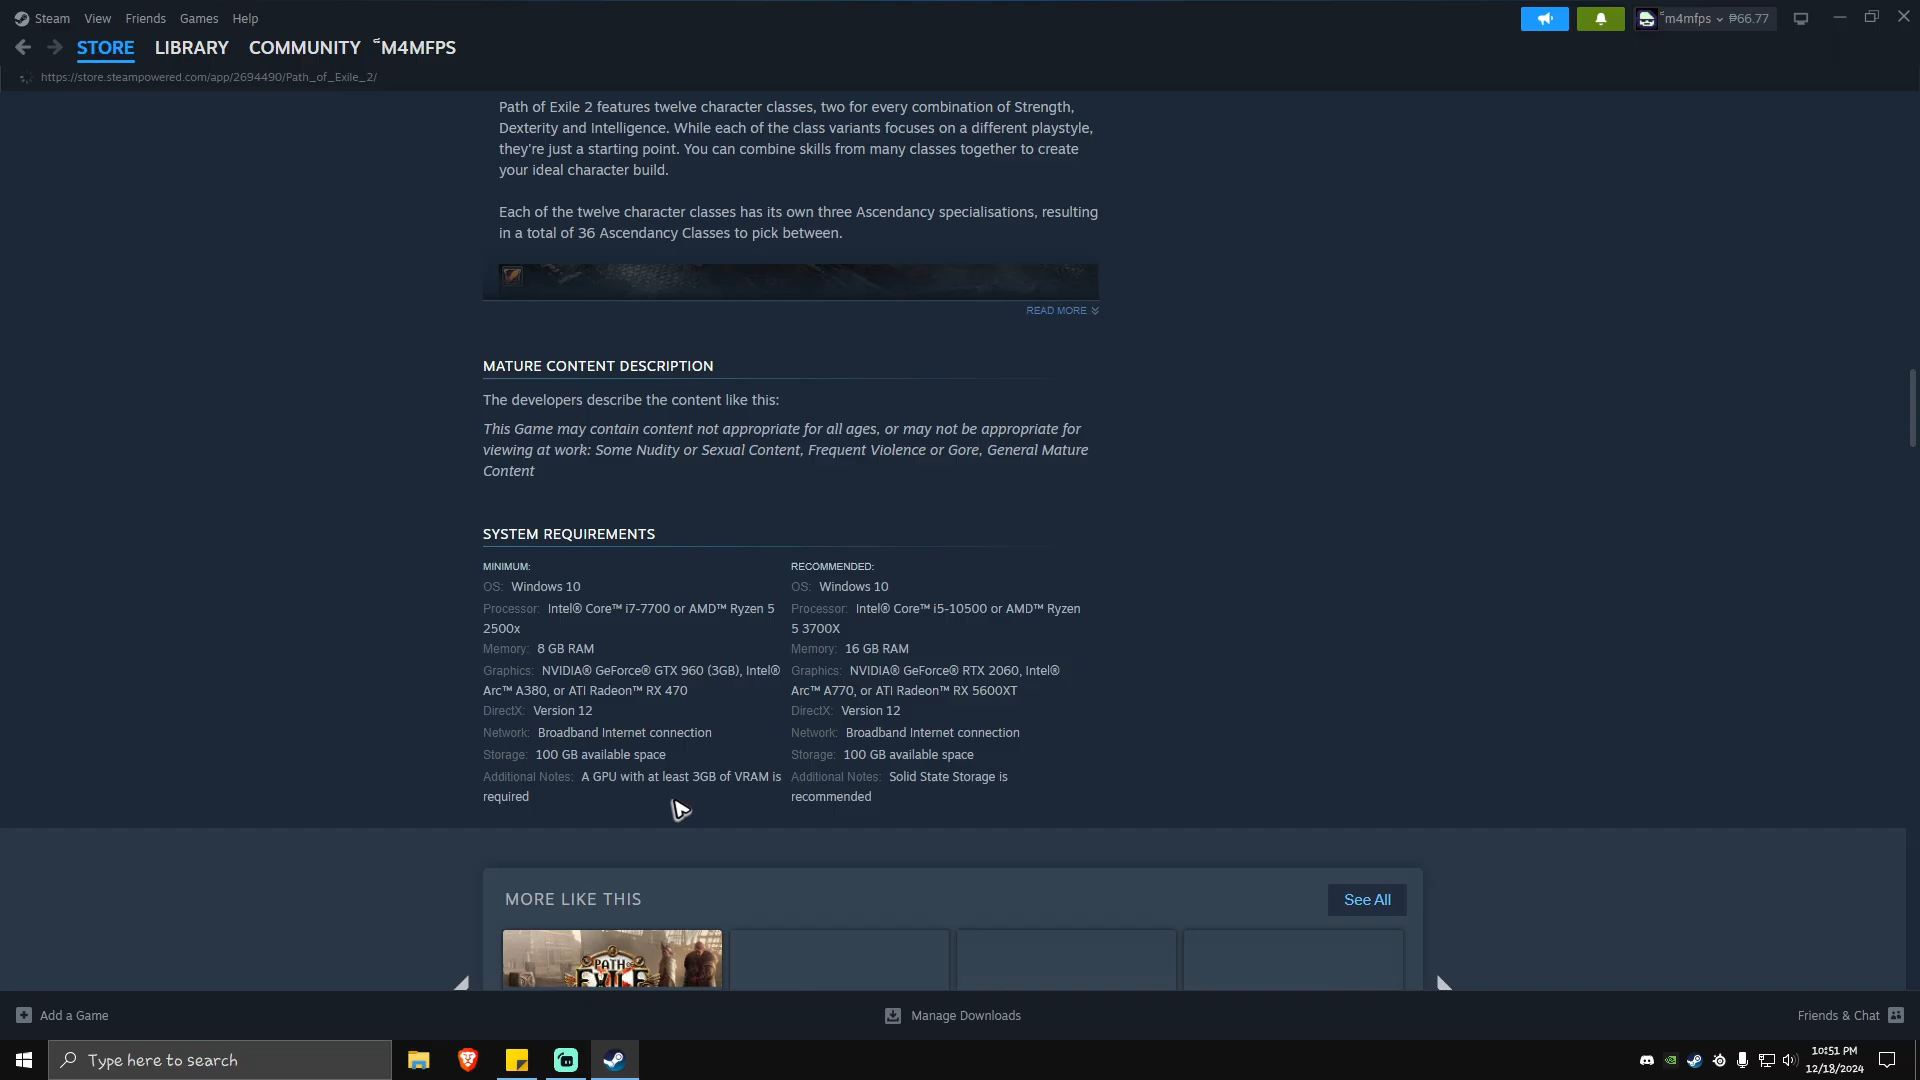 Steam View Friends Games Help
m4mfps ₱66.77
STORE LIBRARY COMMUNITY M4MFPS
https://store.steampowered.com/app/2694490/Path_of_Exile_2/
Path of Exile 2 features twelve character classes, two for every combination of Strength,
Dexterity and Intelligence. While each of the class variants focuses on a different playstyle,
they're just a starting point. You can combine skills from many classes together to create
your ideal character build.
Each of the twelve character classes has its own three Ascendancy specialisations, resulting
in a total of 36 Ascendancy Classes to pick between.
READ MORE
MATURE CONTENT DESCRIPTION
The developers describe the content like this:
This Game may contain content not appropriate for all ages, or may not be appropriate for
viewing at work: Some Nudity or Sexual Content, Frequent Violence or Gore, General Mature
Content
SYSTEM REQUIREMENTS
MINIMUM:
OS: Windows 10
Processor: Intel® Core™ i7-7700 or AMD™ Ryzen 5
2500x
Memory: 8 GB RAM
Graphics: NVIDIA® GeForce® GTX 960 (3GB), Intel®
Arc™ A380, or ATI Radeon™ RX 470
DirectX: Version 12
Network: Broadband Internet connection
Storage: 100 GB available space
Additional Notes: A GPU with at least 3GB of VRAM is
required
RECOMMENDED:
OS: Windows 10
Processor: Intel® Core™ i5-10500 or AMD™ Ryzen
5 3700X
Memory: 16 GB RAM
Graphics: NVIDIA® GeForce® RTX 2060, Intel®
Arc™ A770, or ATI Radeon™ RX 5600XT
DirectX: Version 12
Network: Broadband Internet connection
Storage: 100 GB available space
Additional Notes: Solid State Storage is
recommended
MORE LIKE THIS
See All
PATH OF
EXILE
Add a Game
Manage Downloads
Friends & Chat
Type here to search
10:51 PM
12/18/2024